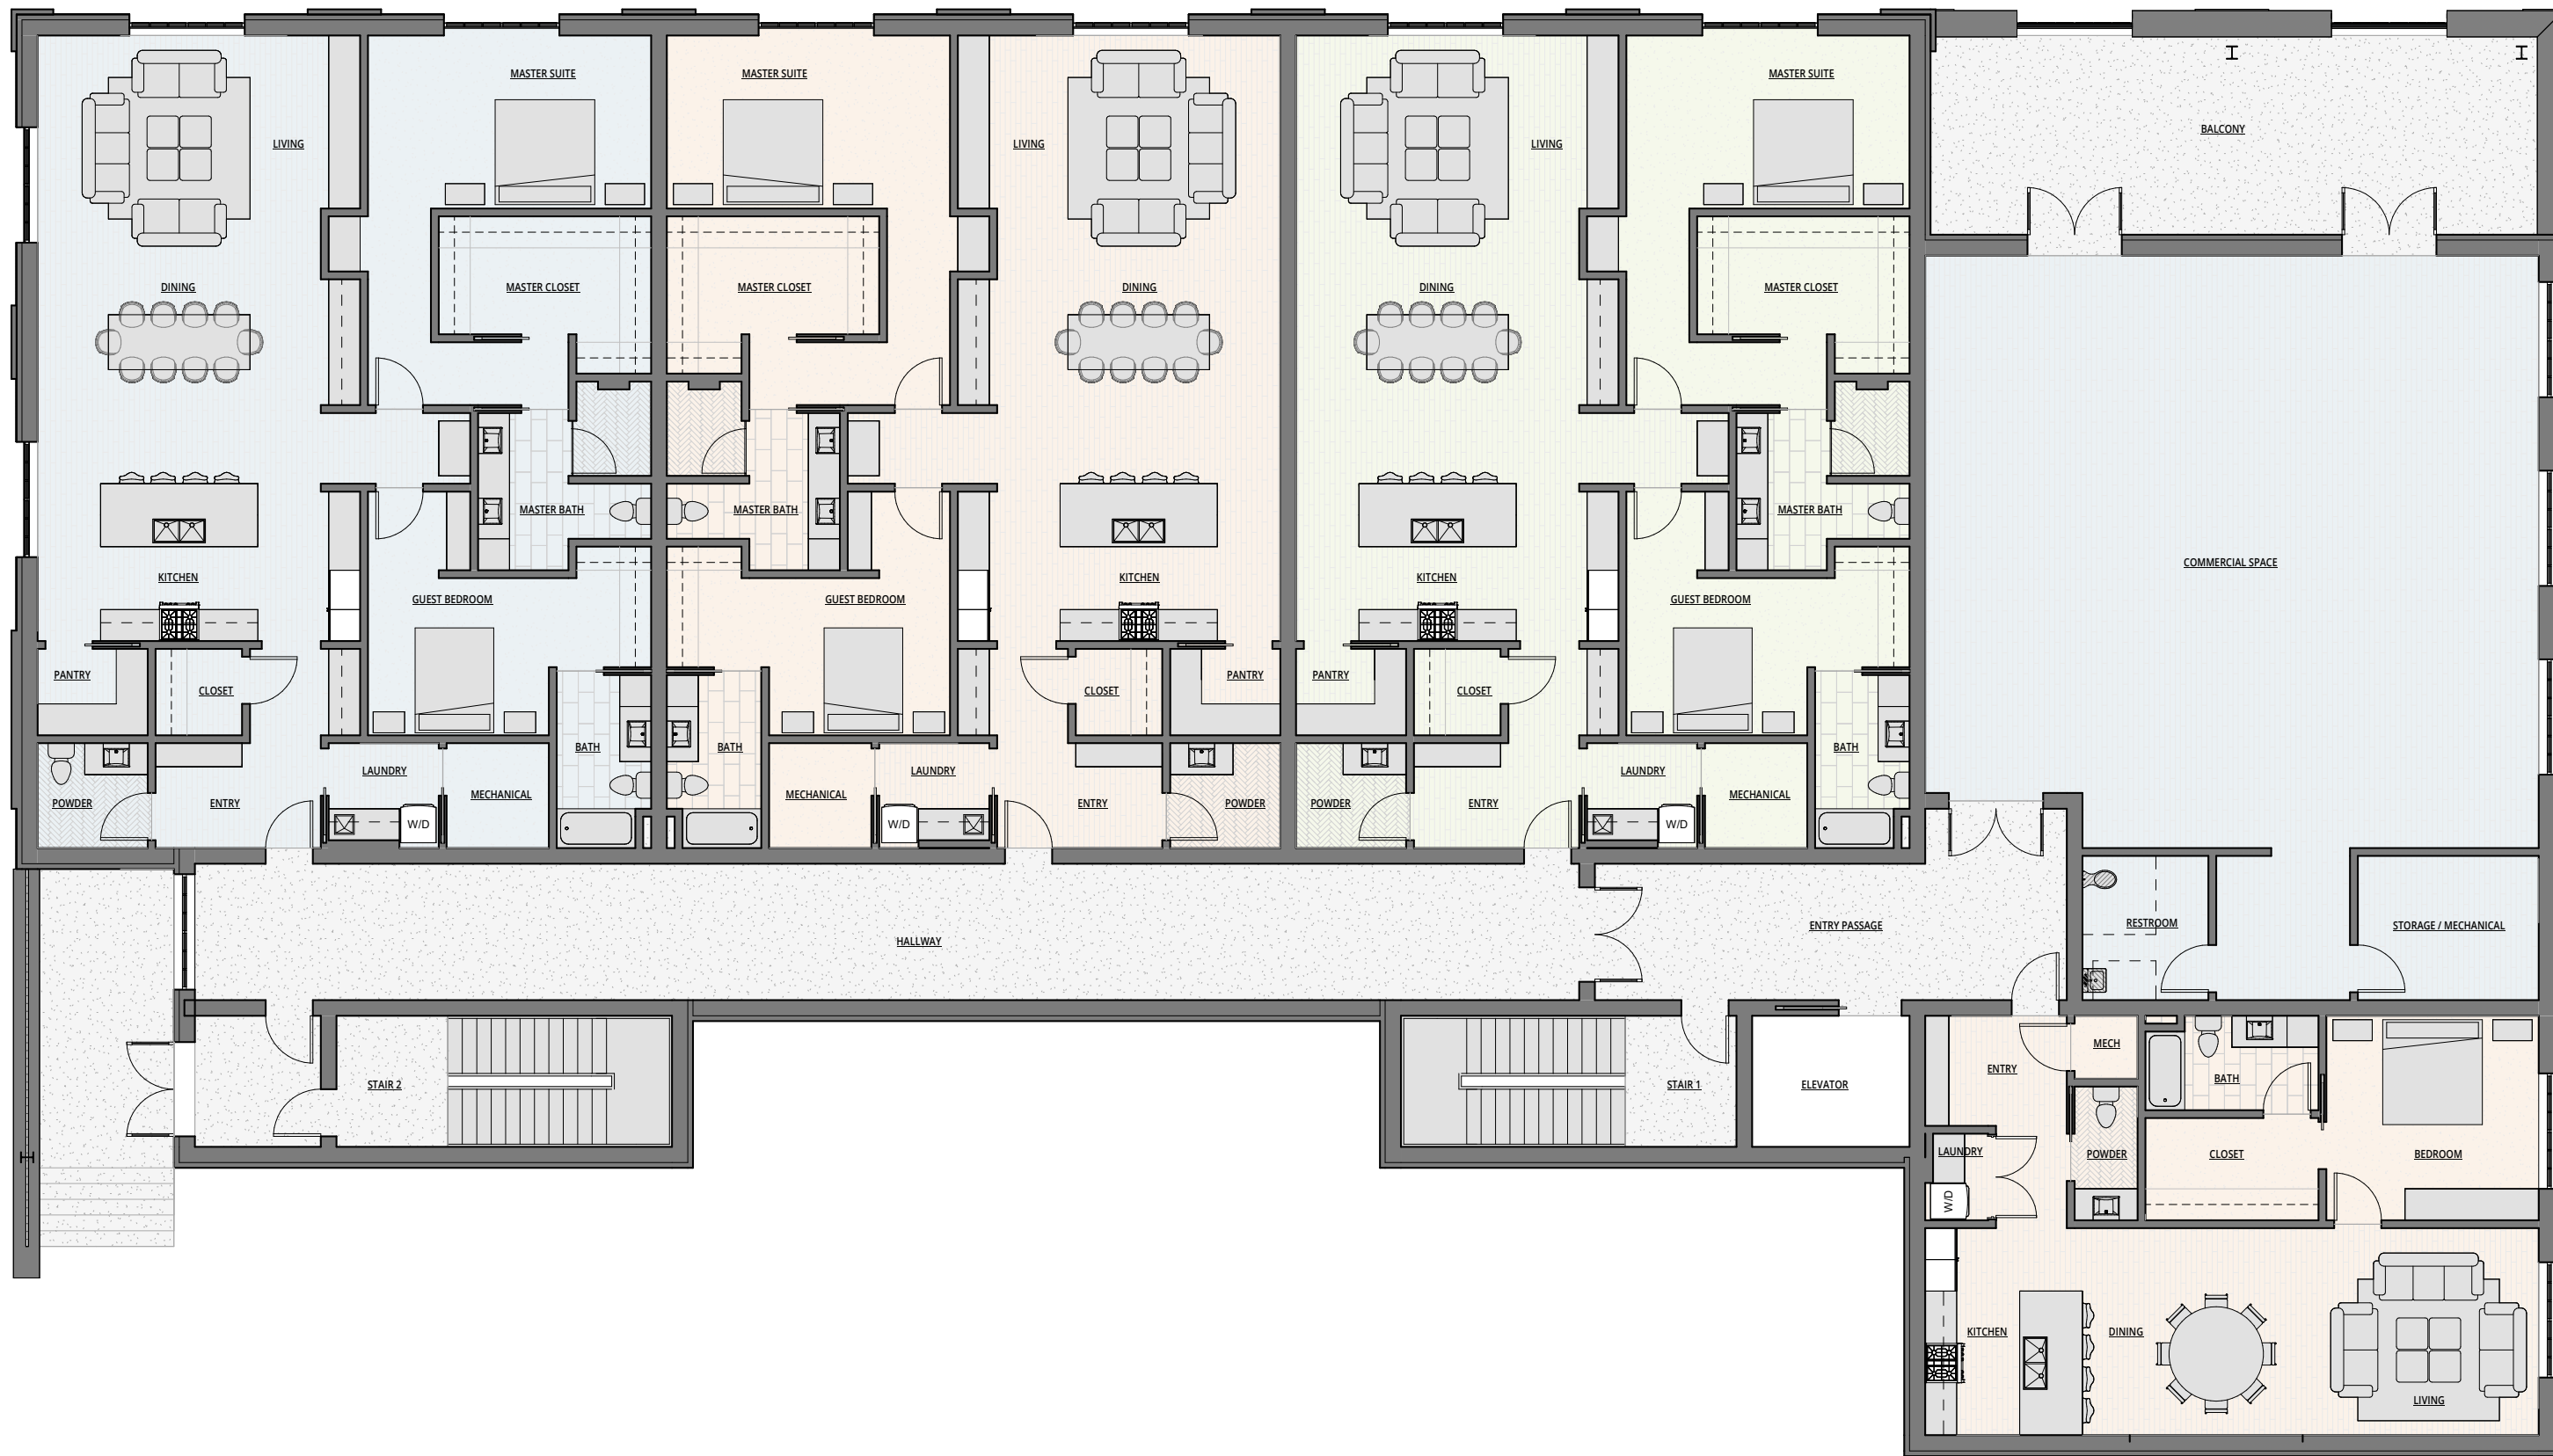 MASTER SUITE
MASTER SUITE
MASTER SUITE
BALCONY
LIVING
LIVING
LIVING
DINING
MASTER CLOSET
MASTER CLOSET
DINING
DINING
MASTER CLOSET
MASTER BATH
MASTER BATH
MASTER BATH
COMMERCIAL SPACE
KITCHEN
GUEST BEDROOM
GUEST BEDROOM
KITCHEN
KITCHEN
GUEST BEDROOM
PANTRY
CLOSET
CLOSET
PANTRY
PANTRY
CLOSET
BATH
BATH
BATH
LAUNDRY
LAUNDRY
LAUNDRY
POWDER
ENTRY
MECHANICAL
MECHANICAL
ENTRY
POWDER
POWDER
ENTRY
MECHANICAL
W/D
W/D
W/D
HALLWAY
ENTRY PASSAGE
RESTROOM
STORAGE / MECHANICAL
STAIR 2
STAIR 1
ELEVATOR
ENTRY
MECH
BATH
LAUNDRY
POWDER
CLOSET
BEDROOM
W/D
KITCHEN
DINING
LIVING